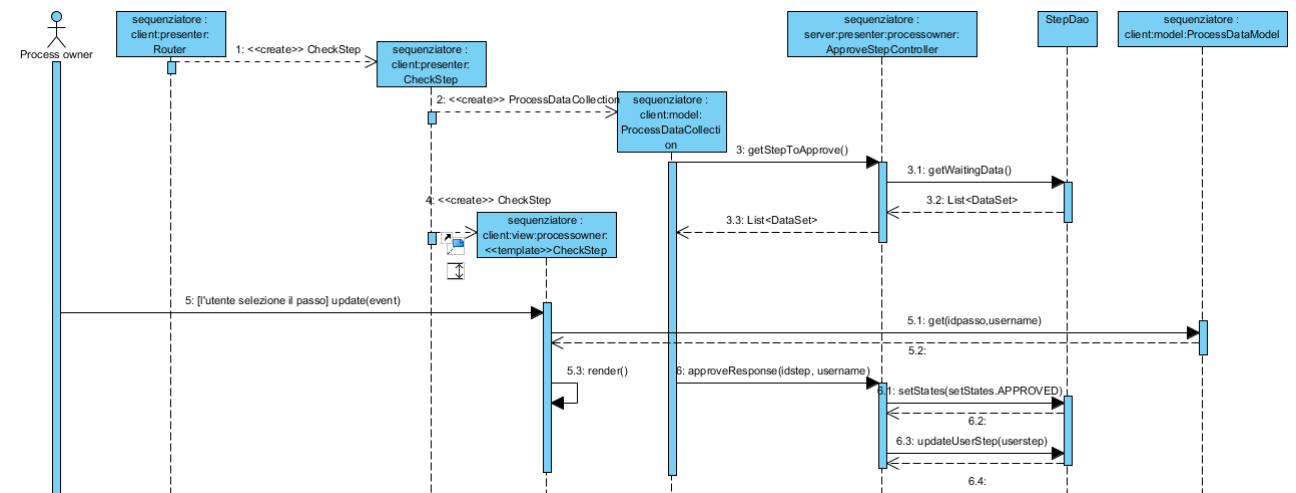 Process owner
sequenziatore :
client:presenter:
Router
1: <<create>> CheckStep
sequenziatore :
client:presenter:
CheckStep
2: <<create>> ProcessDataCollection
sequenziatore :
client:model:
ProcessDataCollecti
on
sequenziatore :
server:presenter:processowner:
ApproveStepController
StepDao
sequenziatore :
client:model:ProcessDataModel
3: getStepToApprove()
3.1: getWaitingData()
3.2: List<DataSet>
3.3: List<DataSet>
4: <<create>> CheckStep
sequenziatore :
client:view:processowner:
<<template>>CheckStep
5: [l'utente selezione il passo] update(event)
5.1: get(idpasso,username)
5.2:
5.3: render()
6: approveResponse(idstep, username)
6.1: setStates(setStates.APPROVED)
6.2:
6.3: updateUserStep(userstep)
6.4: